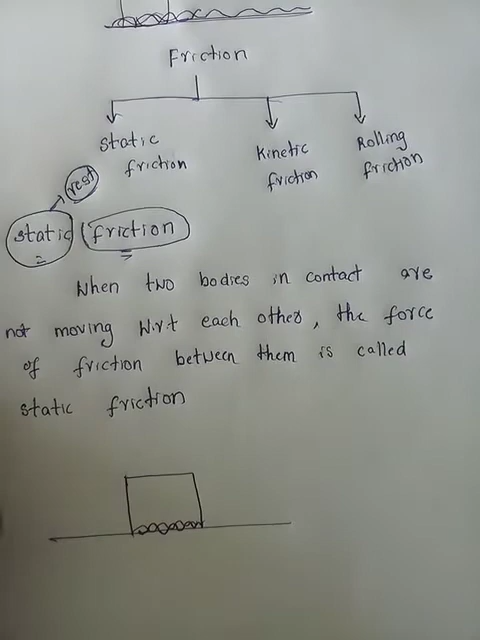 Friction
static friction
Kinetic friction
Rolling friction
rest
static friction
When two bodies in contact are
not moving w.r.t each other, the force
of friction between them is called
static friction